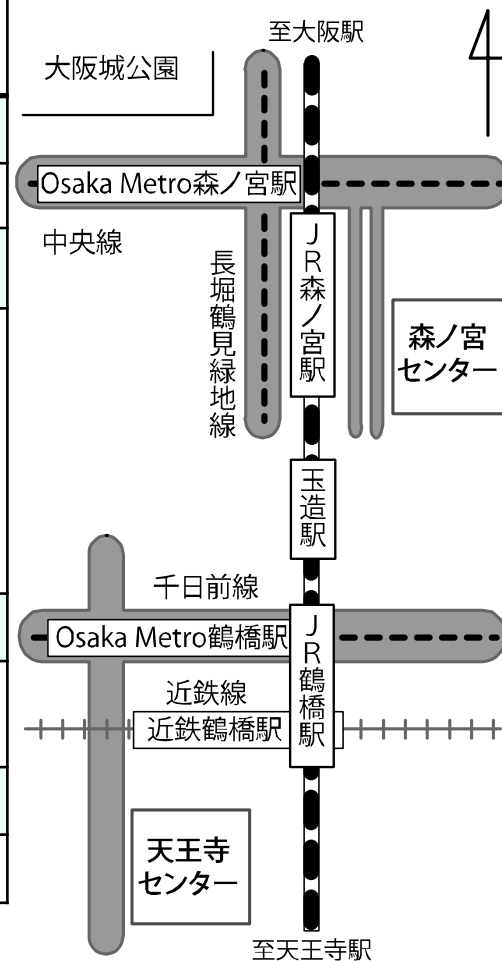 至大阪駅
大阪城公園
Osaka Metro森ノ宮駅
中央線
長堀鶴見緑地線
JR森ノ宮駅
森ノ宮
センター
玉造駅
千日前線
Osaka Metro鶴橋駅
JR鶴橋駅
近鉄線
近鉄鶴橋駅
天王寺
センター
至天王寺駅